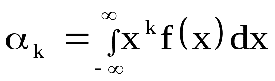 α_k = ∫_{-∞}^{∞} x^k f(x) dx